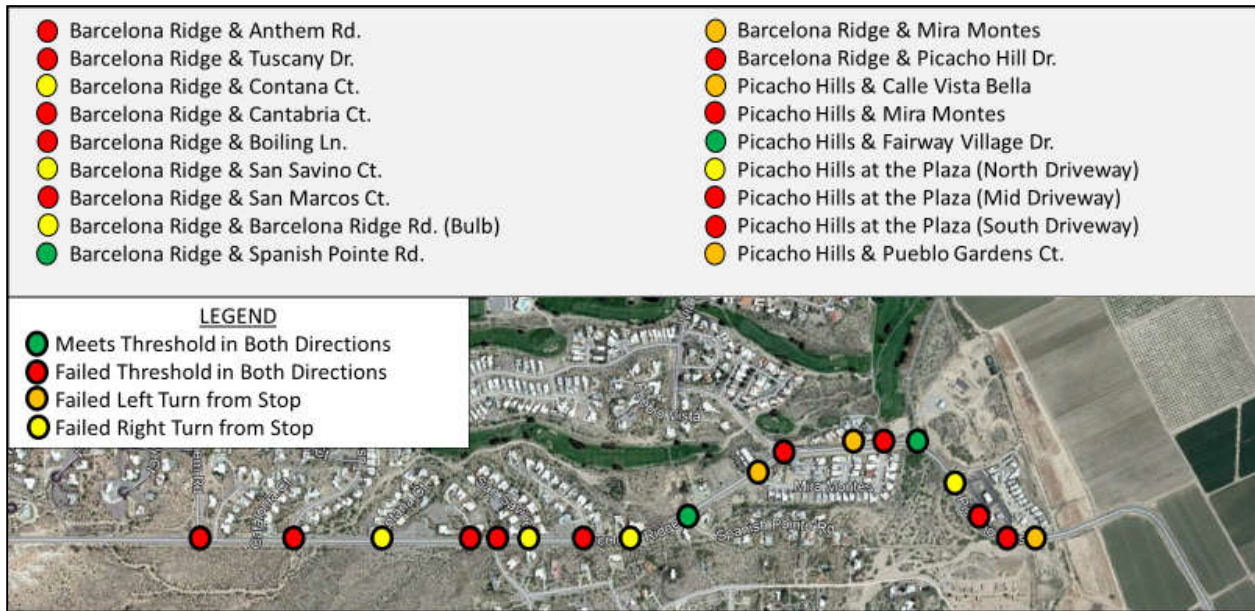 Barcelona Ridge & Anthem Rd.
Barcelona Ridge & Tuscany Dr.
Barcelona Ridge & Contana Ct.
Barcelona Ridge & Cantabria Ct.
Barcelona Ridge & Boiling Ln.
Barcelona Ridge & San Savino Ct.
Barcelona Ridge & San Marcos Ct.
Barcelona Ridge & Barcelona Ridge Rd. (Bulb)
Barcelona Ridge & Spanish Pointe Rd.
Barcelona Ridge & Mira Montes
Barcelona Ridge & Picacho Hill Dr.
Picacho Hills & Calle Vista Bella
Picacho Hills & Mira Montes
Picacho Hills & Fairway Village Dr.
Picacho Hills at the Plaza (North Driveway)
Picacho Hills at the Plaza (Mid Driveway)
Picacho Hills at the Plaza (South Driveway)
Picacho Hills & Pueblo Gardens Ct.
LEGEND
Meets Threshold in Both Directions
Failed Threshold in Both Directions
Failed Left Turn from Stop
Failed Right Turn from Stop
Vista
Mira Montes
Ridge
Spanish Pointe Rd